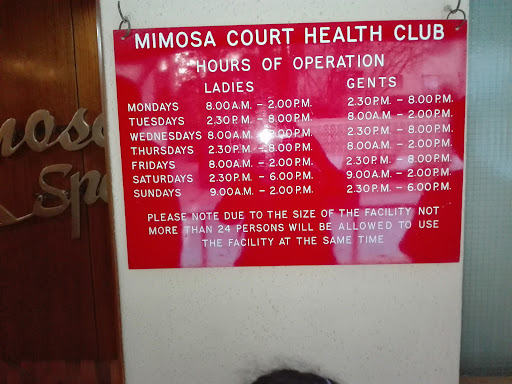 MIMOSA COURT HEALTH CLUB
HOURS OF OPERATION
LADIES GENTS
MONDAYS 8.00A.M. – 2.00P.M. 2.30P.M. – 8.00P.M.
TUESDAYS 2.30P.M. – 8.00P.M. 8.00A.M. – 2.00P.M.
WEDNESDAYS 8.00A.M. – 2.00P.M. 2.30P.M. – 8.00P.M.
THURSDAYS 2.30P.M. – 8.00P.M. 8.00A.M. – 2.00P.M.
FRIDAYS 8.00A.M. – 2.00P.M. 2.30P.M. – 8.00P.M.
SATURDAYS 2.30P.M. – 6.00P.M. 9.00A.M. – 2.00P.M.
SUNDAYS 9.00A.M. – 2.00P.M. 2.30P.M. – 6.00P.M.
PLEASE NOTE DUE TO THE SIZE OF THE FACILITY NOT
MORE THAN 24 PERSONS WILL BE ALLOWED TO USE
THE FACILITY AT THE SAME TIME